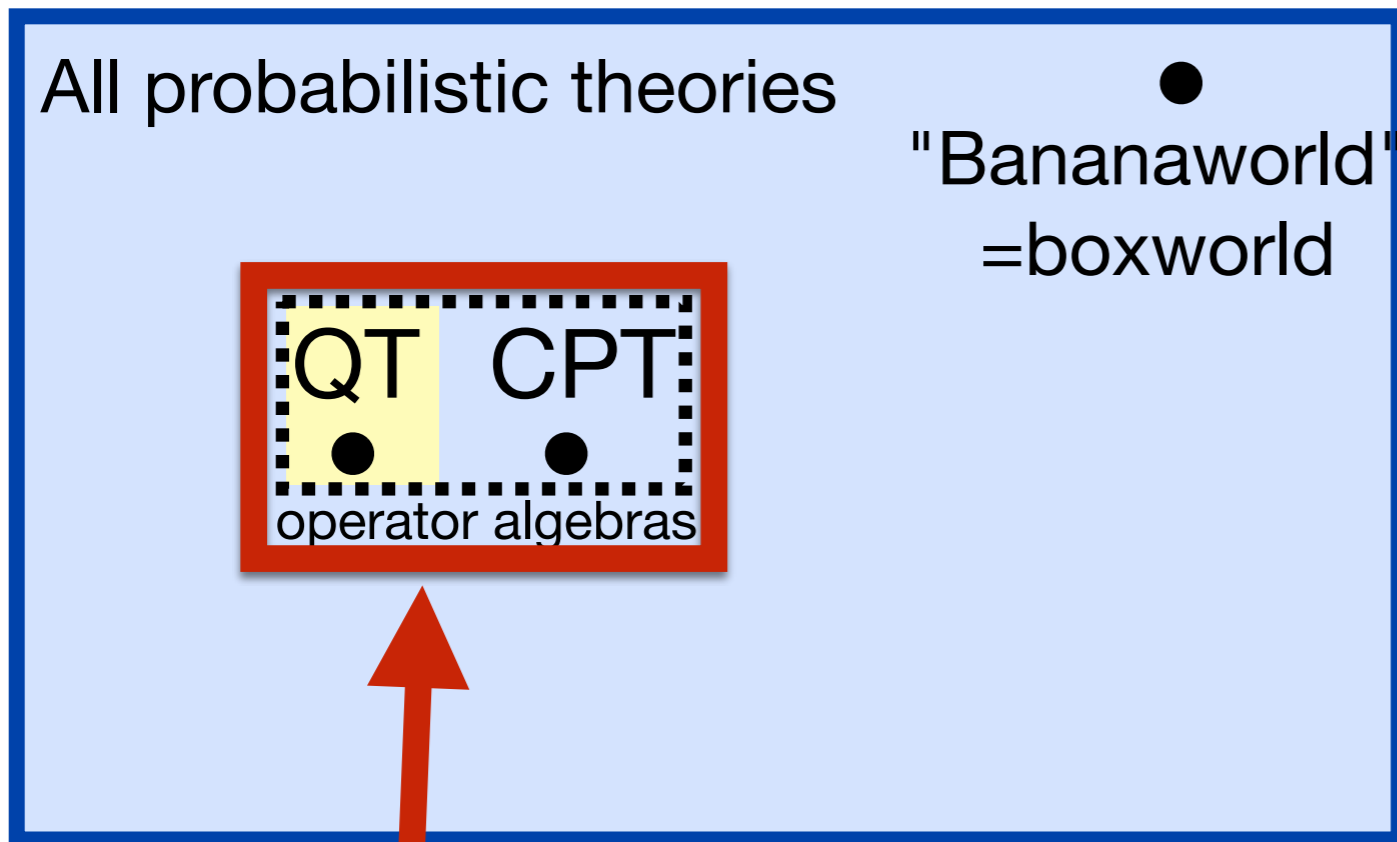 All probabilistic theories
"Bananaworld"
=boxworld
QT CPT
operator algebras